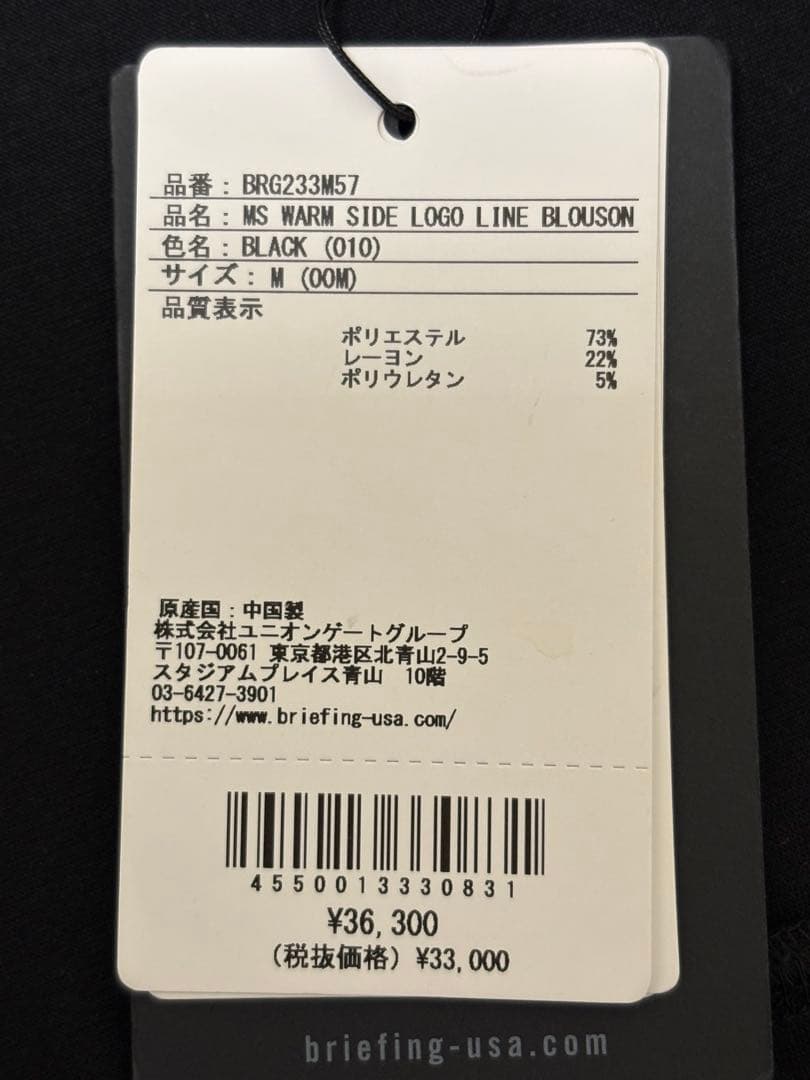 品番：BRG233M57
品名：MS WARM SIDE LOGO LINE BLOUSON
色名：BLACK (010)
サイズ：M (00M)
品質表示
ポリエステル 73%
レーヨン 22%
ポリウレタン 5%
原産国：中国製
株式会社ユニオンゲートグループ
〒107-0061 東京都港区北青山2-9-5
スタジアムプレイス青山 10階
03-6427-3901
https://www.briefing-usa.com/
4550013330831
¥36,300
(税抜価格) ¥33,000
briefing-usa.com